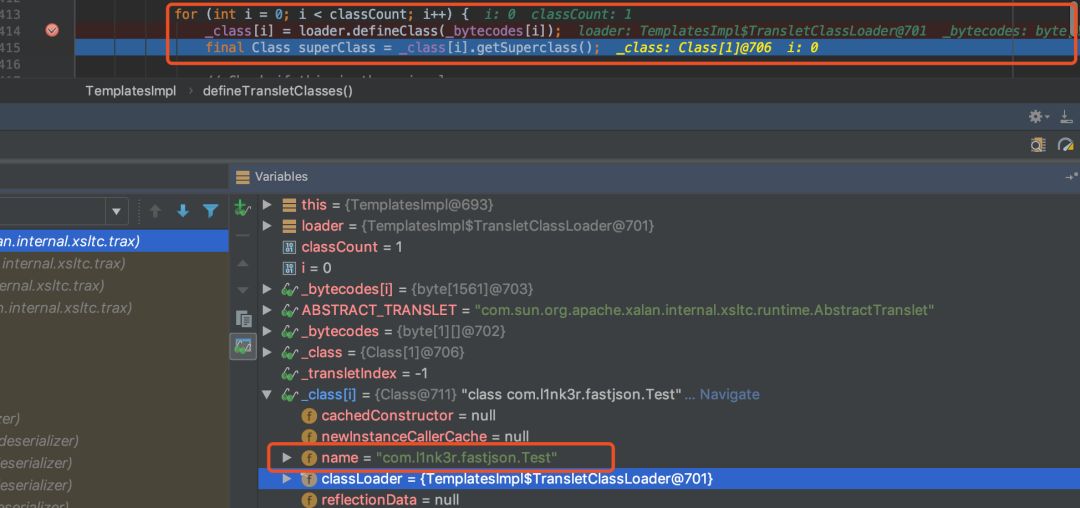 413 for (int i = 0; i < classCount; i++) { i: 0 classCount: 1
414 _class[i] = loader.defineClass(_bytecodes[i]); loader: TemplatesImpl$TransletClassLoader@701 _bytecodes: byte
415 final Class superClass = _class[i].getSuperclass(); _class: Class[1]@706 i: 0
416
TemplatesImpl › defineTransletClasses()
Variables
this = {TemplatesImpl@693}
loader = {TemplatesImpl$TransletClassLoader@701}
an.internal.xsltc.trax)
classCount = 1
internal.xsltc.trax)
i = 0
ernal.xsltc.trax)
_bytecodes[i] = {byte[1561]@703}
an.internal.xsltc.trax)
ABSTRACT_TRANSLET = "com.sun.org.apache.xalan.internal.xsltc.runtime.AbstractTranslet"
_bytecodes = {byte[1][]@702}
_class = {Class[1]@706}
_transletIndex = -1
_class[i] = {Class@711} "class com.l1nk3r.fastjson.Test" ... Navigate
cachedConstructor = null
zer)
newInstanceCallerCache = null
deserializer)
name = "com.l1nk3r.fastjson.Test"
eserializer)
classLoader = {TemplatesImpl$TransletClassLoader@701}
deserializer)
reflectionData = null